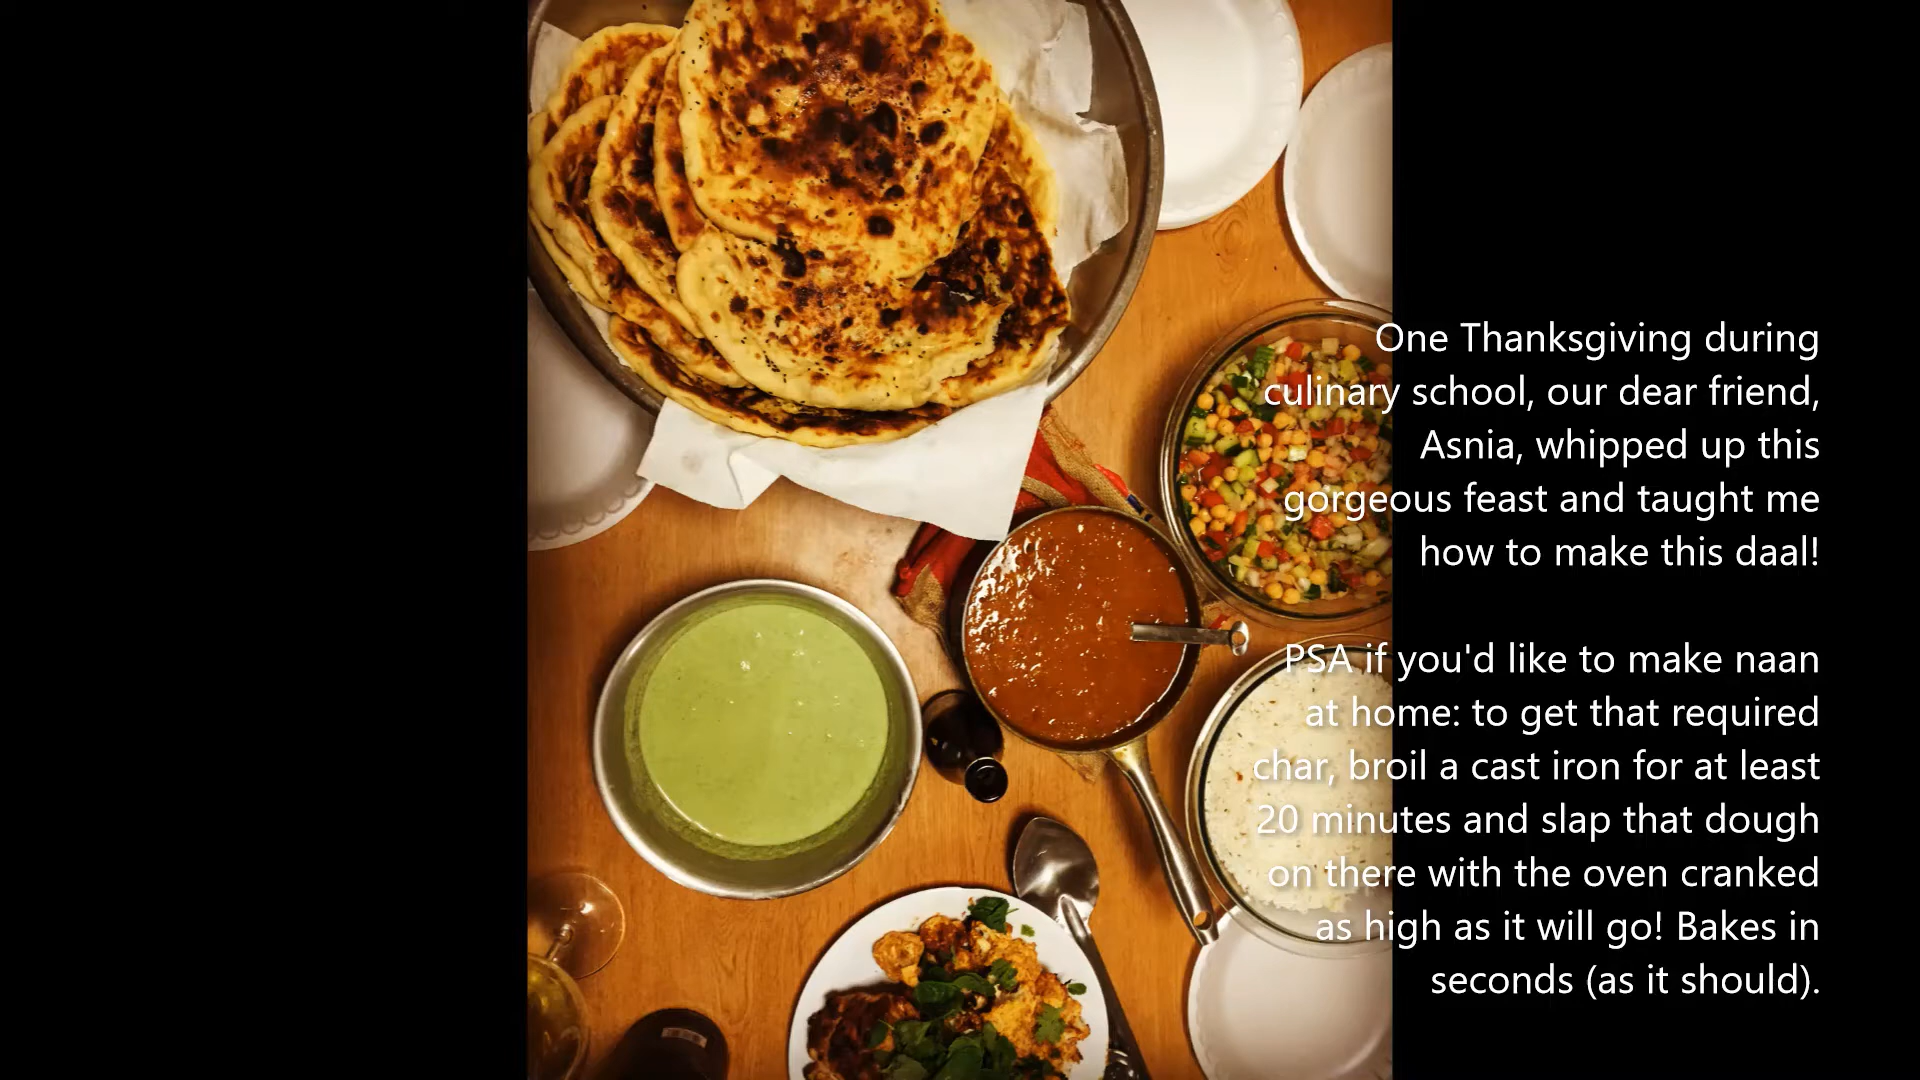 One Thanksgiving during
culinary school, our dear friend,
Asnia, whipped up this
gorgeous feast and taught me
how to make this daal!
PSA if you'd like to make naan
at home: to get that required
char, broil a cast iron for at least
20 minutes and slap that dough
on there with the oven cranked
as high as it will go! Bakes in
seconds (as it should).